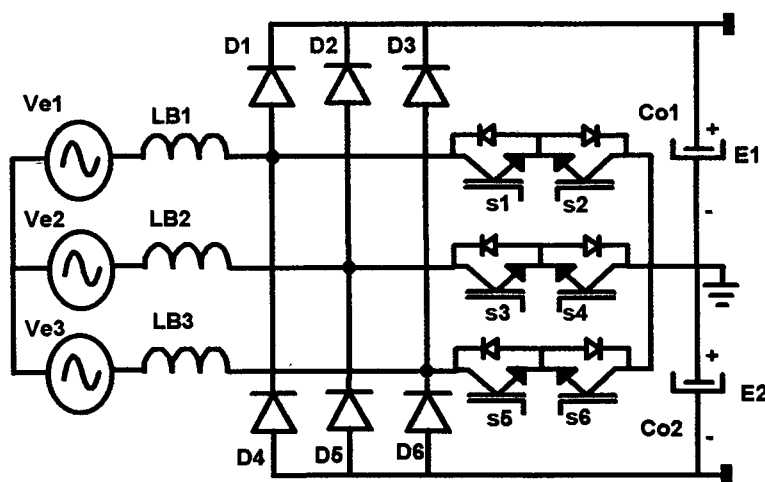 D1 D2 D3
Ve1 LB1 Co1 + E1 -
s1 s2
Ve2 LB2
s3 s4
Ve3 LB3
s5 s6
+ E2
Co2 -
D4 D5 D6